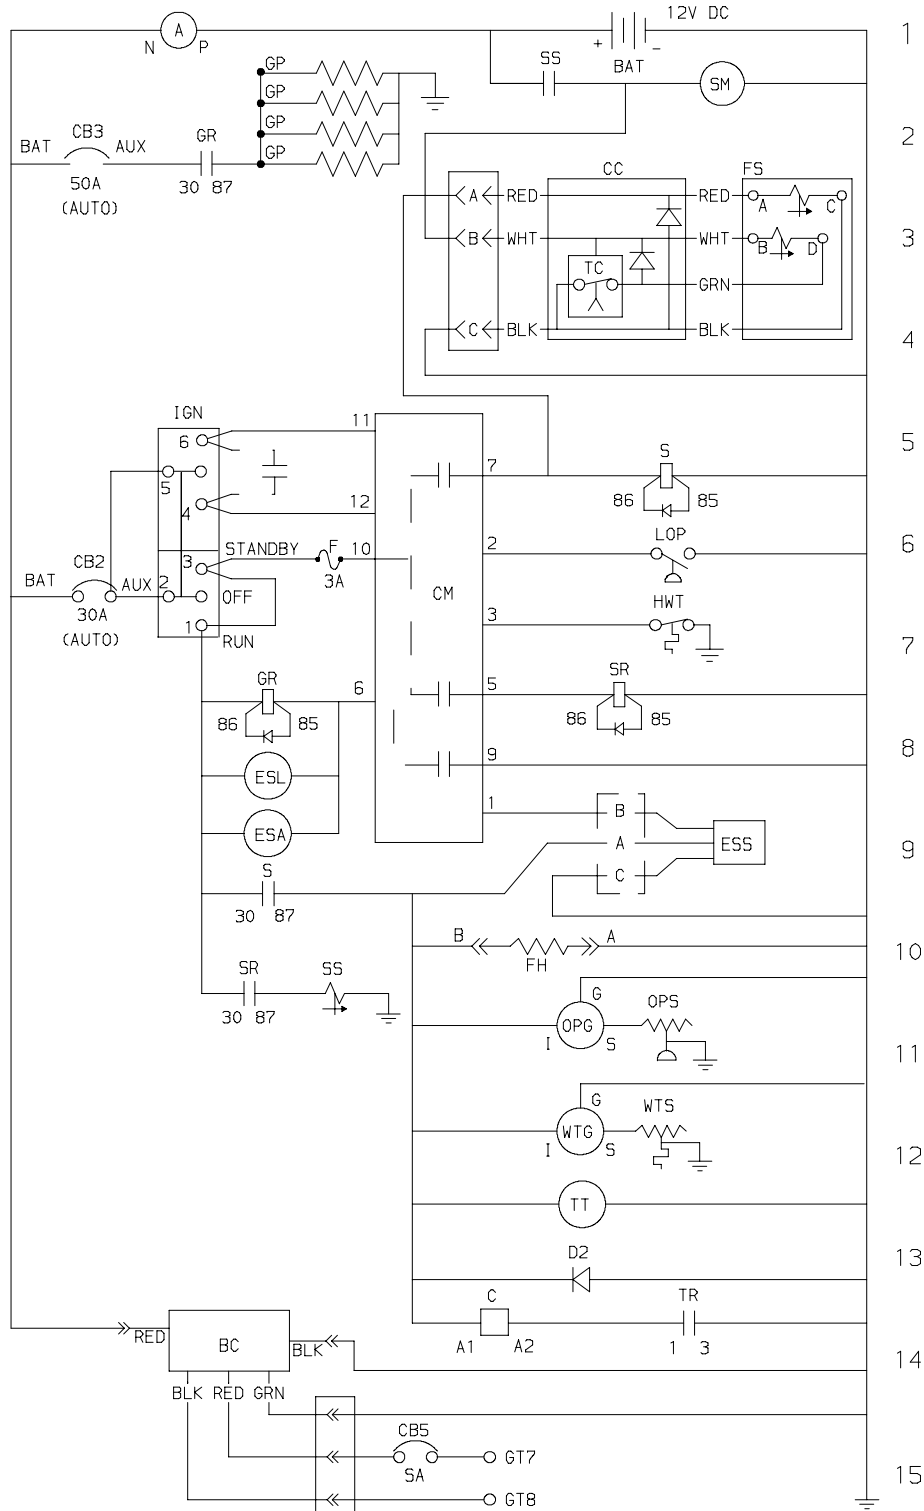 12V DC
1
A
N P
+ -
BAT
SS
SM
GP
GP
GP
GP
2
CB3
BAT AUX GR
50A 30 87
(AUTO)
CC FS
A RED RED A C
3
B WHT WHT B D
TC
GRN
C BLK BLK
4
IGN
11
6
5
7 S
5
86 85
4 12
LOP
6
STANDBY F 10 2
3
3A
CB2
BAT AUX 2 OFF
CM
HWT
30A
(AUTO)
1 RUN
3
7
GR 6 5 SR
86 85 86 85
8
9
ESL
1 B
ESA A ESS
9
S C
30 87
B A
10
FH
SR SS
30 87
G OPS
OPG
I S
11
G WTS
WTG
I S
12
TT
13
D2
C TR
A1 A2 1 3
RED BC BLK
14
BLK RED GRN
CB5
GT7
5A
15
GT8